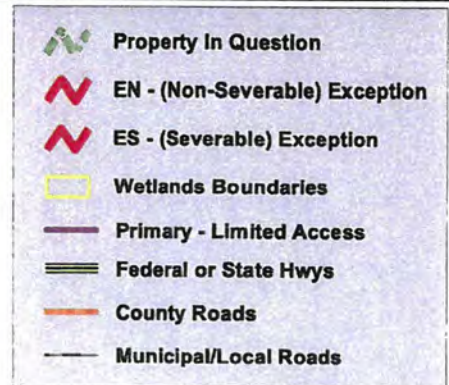 Property In Question
EN - (Non-Severable) Exception
ES - (Severable) Exception
Wetlands Boundaries
Primary - Limited Access
Federal or State Hwys
County Roads
Municipal/Local Roads